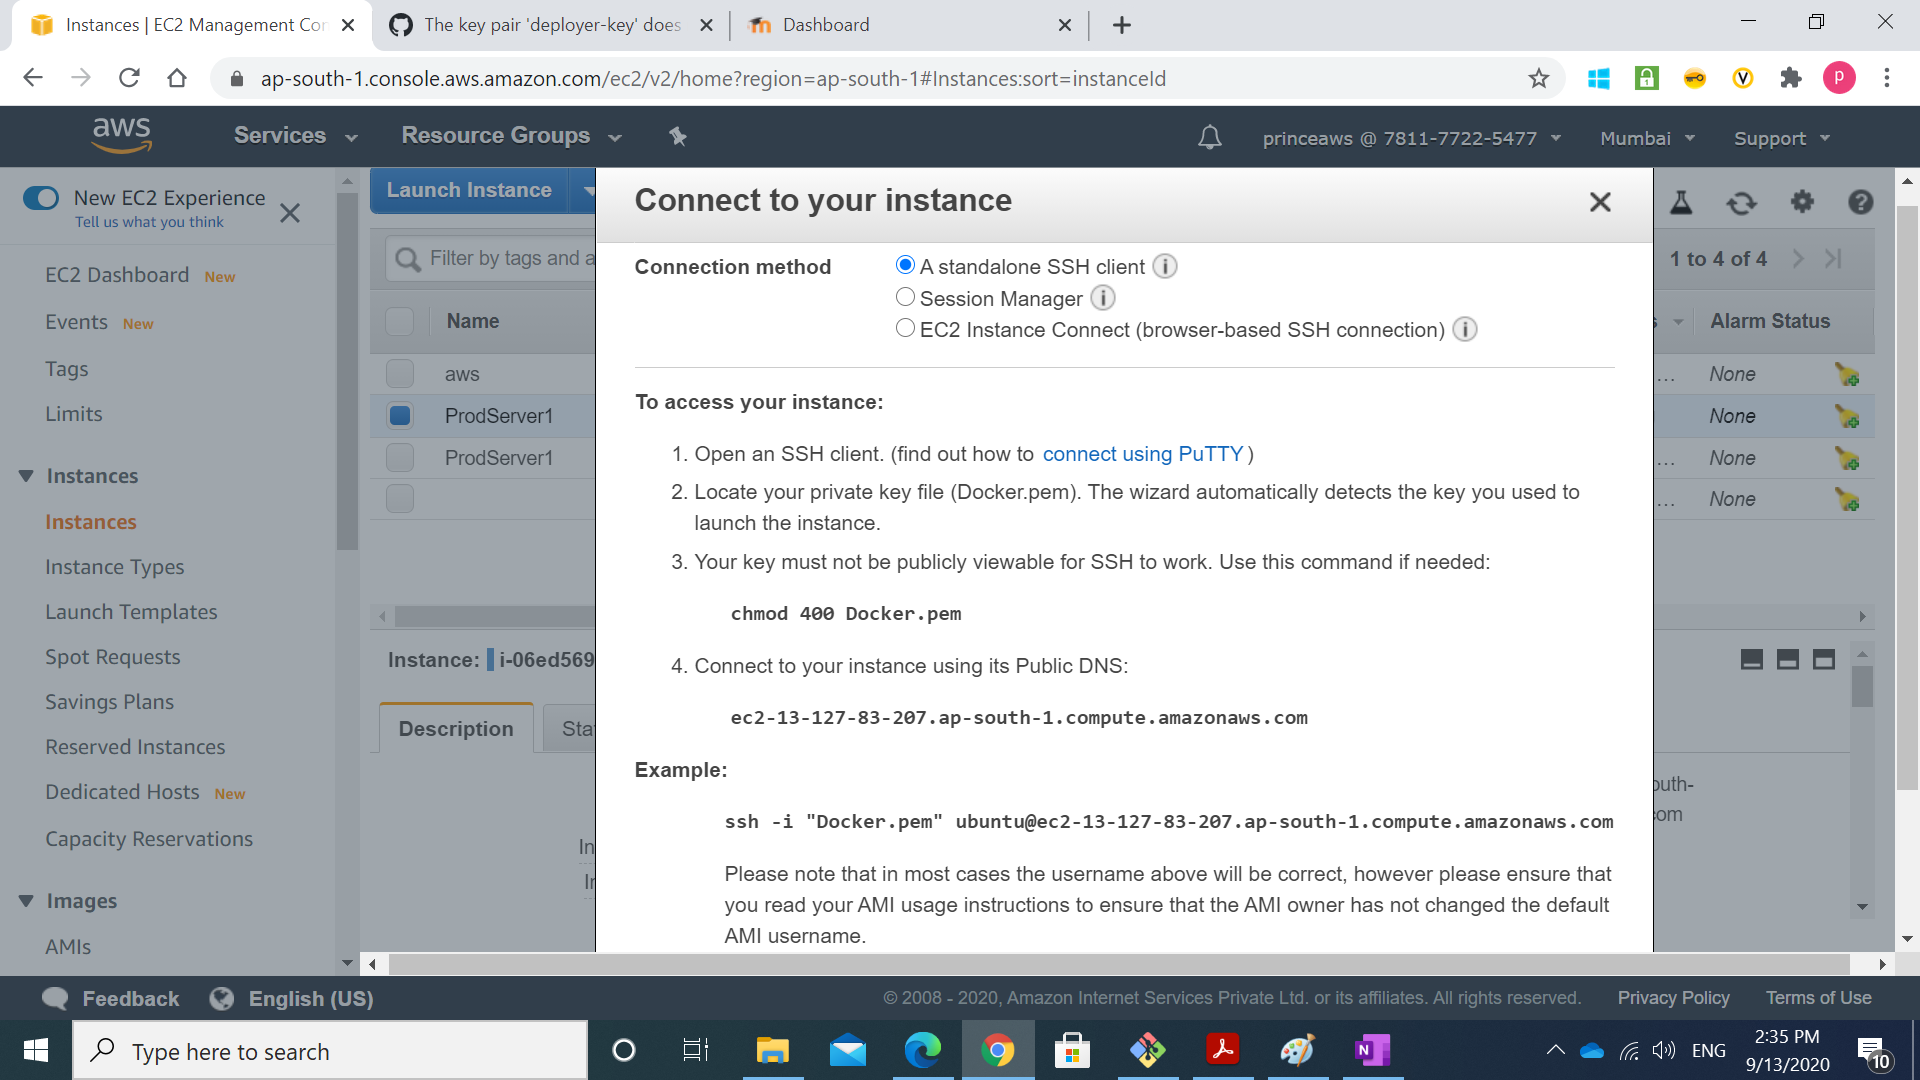 Instances | EC2 Management Con
The key pair 'deployer-key' does
Dashboard
ap-south-1.console.aws.amazon.com/ec2/v2/home?region=ap-south-1#Instances:sort=instanceId
P
aws
Services
Resource Groups
princeaws @ 7811-7722-5477
Mumbai
Support
New EC2 Experience
Tell us what you think
EC2 Dashboard New
Events New
Tags
Limits
Instances
Instances
Instance Types
Launch Templates
Spot Requests
Savings Plans
Reserved Instances
Dedicated Hosts New
Capacity Reservations
Images
AMIs
Launch Instance
Filter by tags and a
1 to 4 of 4
Name
s
Alarm Status
aws
... None
ProdServer1
None
ProdServer1
... None
... None
Instance: i-06ed569
Description
Sta
In
outh-
com
Connect to your instance
Connection method
A standalone SSH client
Session Manager
EC2 Instance Connect (browser-based SSH connection)
To access your instance:
1. Open an SSH client. (find out how to connect using PuTTY)
2. Locate your private key file (Docker.pem). The wizard automatically detects the key you used to
launch the instance.
3. Your key must not be publicly viewable for SSH to work. Use this command if needed:
chmod 400 Docker.pem
4. Connect to your instance using its Public DNS:
ec2-13-127-83-207.ap-south-1.compute.amazonaws.com
Example:
ssh -i "Docker.pem" ubuntu@ec2-13-127-83-207.ap-south-1.compute.amazonaws.com
Please note that in most cases the username above will be correct, however please ensure that
you read your AMI usage instructions to ensure that the AMI owner has not changed the default
AMI username.
Feedback
English (US)
© 2008 - 2020, Amazon Internet Services Private Ltd. or its affiliates. All rights reserved.
Privacy Policy
Terms of Use
Type here to search
ENG
2:35 PM
9/13/2020
10